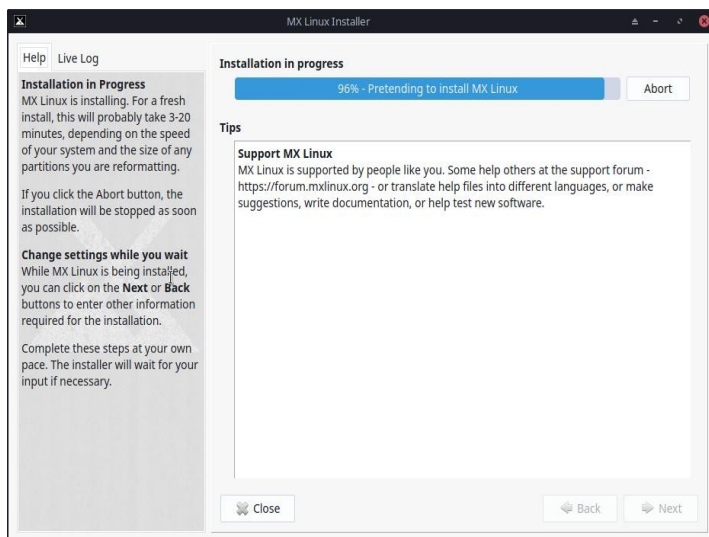 MX Linux Installer
Help
Live Log
Installation in Progress
MX Linux is installing. For a fresh
install, this will probably take 3-20
minutes, depending on the speed
of your system and the size of any
partitions you are reformatting.
If you click the Abort button, the
installation will be stopped as soon
as possible.
Change settings while you wait
While MX Linux is being installed,
you can click on the Next or Back
buttons to enter other information
required for the installation.
Complete these steps at your own
pace. The installer will wait for your
input if necessary.
Installation in progress
96% - Pretending to install MX Linux
Abort
Tips
Support MX Linux
MX Linux is supported by people like you. Some help others at the support forum -
https://forum.mxlinux.org - or translate help files into different languages, or make
suggestions, write documentation, or help test new software.
Close
Back
Next